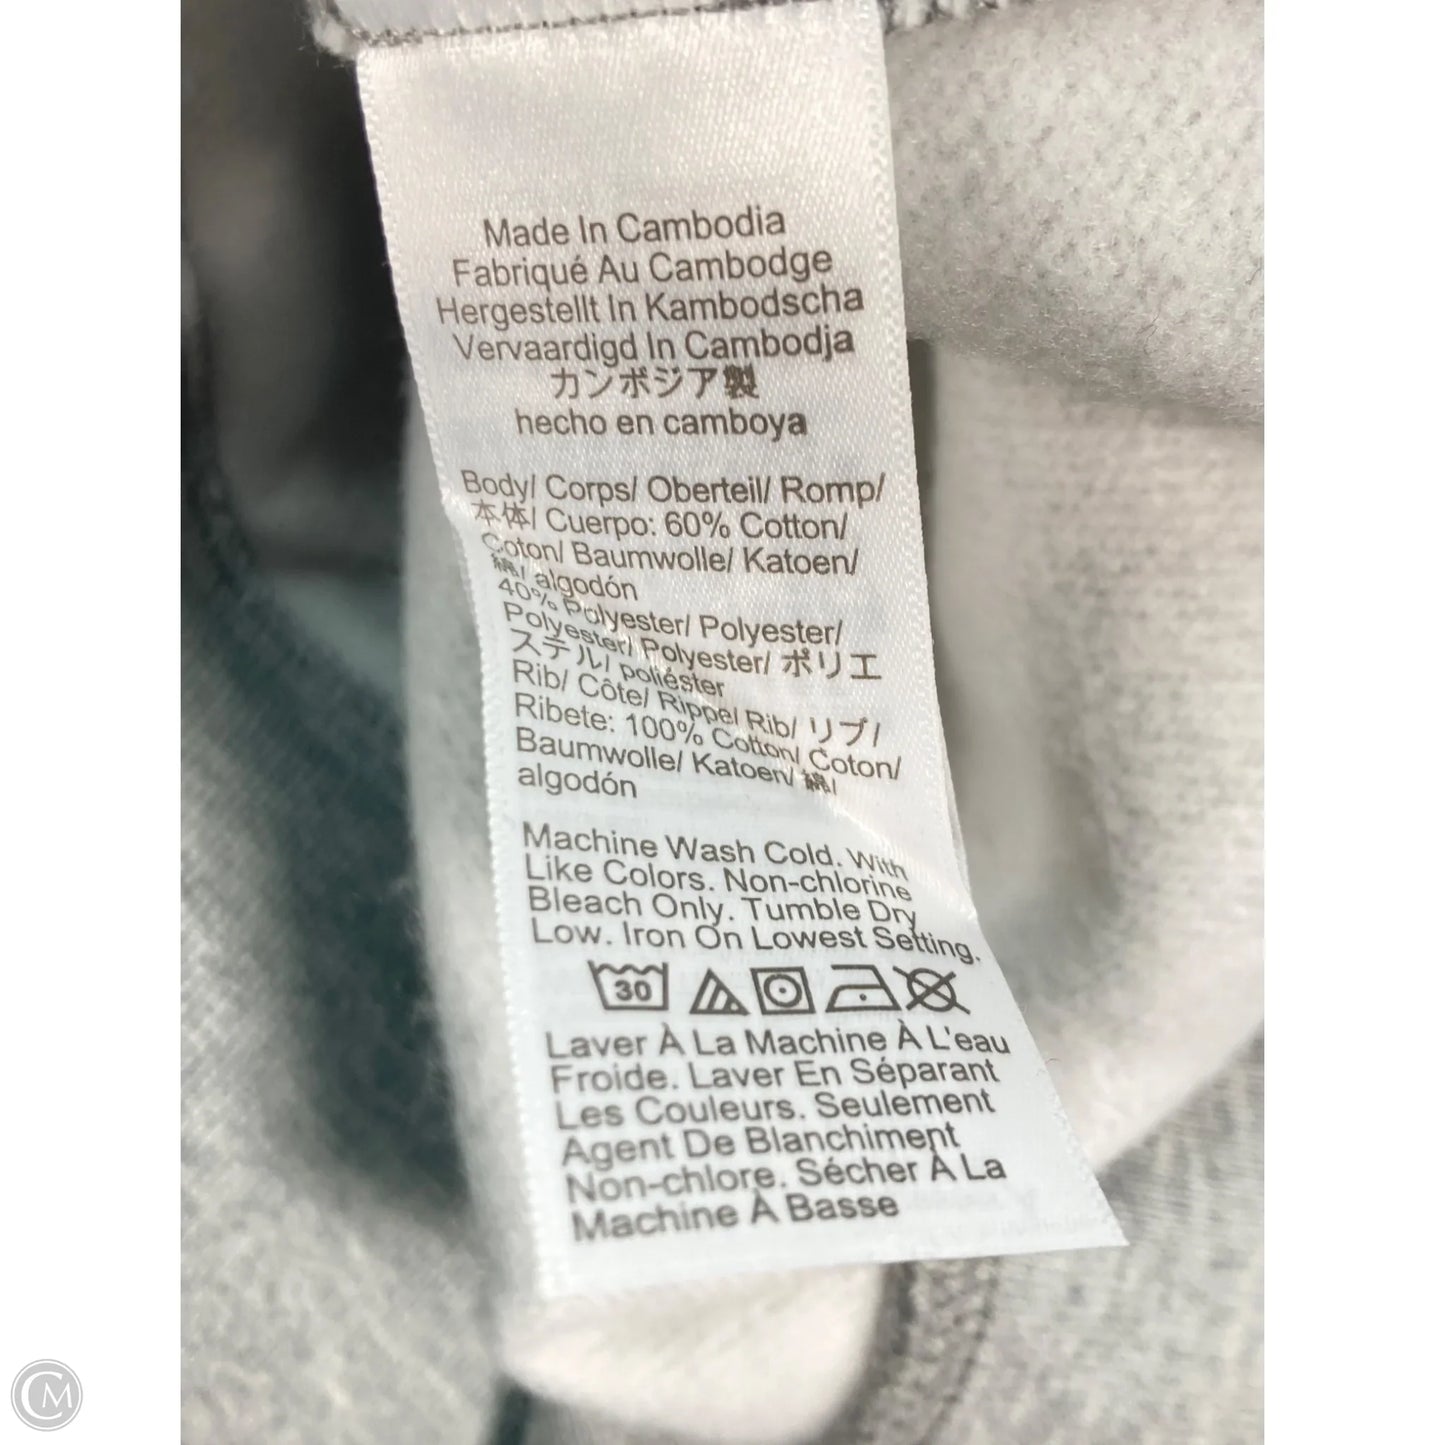 Made In Cambodia
Fabriqué Au Cambodge
Hergestellt In Kambodscha
Vervaardigd In Cambodja
カンボジア製
hecho en camboya
Body/ Corps/ Oberteil/ Romp/
本体/ Cuerpo: 60% Cotton/
Coton/ Baumwolle/ Katoen/
綿/ algodón
40% Polyester/ Polyester/
Polyester/ Polyester/ ポリエ
ステル/ poliéster
Rib/ Côte/ Rippe/ Rib/ リブ/
Ribete: 100% Cotton/ Coton/
Baumwolle/ Katoen/ 綿/
algodón
Machine Wash Cold. With
Like Colors. Non-chlorine
Bleach Only. Tumble Dry
Low. Iron On Lowest Setting.
30
Laver À La Machine À L'eau
Froide. Laver En Séparant
Les Couleurs. Seulement
Agent De Blanchiment
Non-chlore. Sécher À La
Machine À Basse
CM